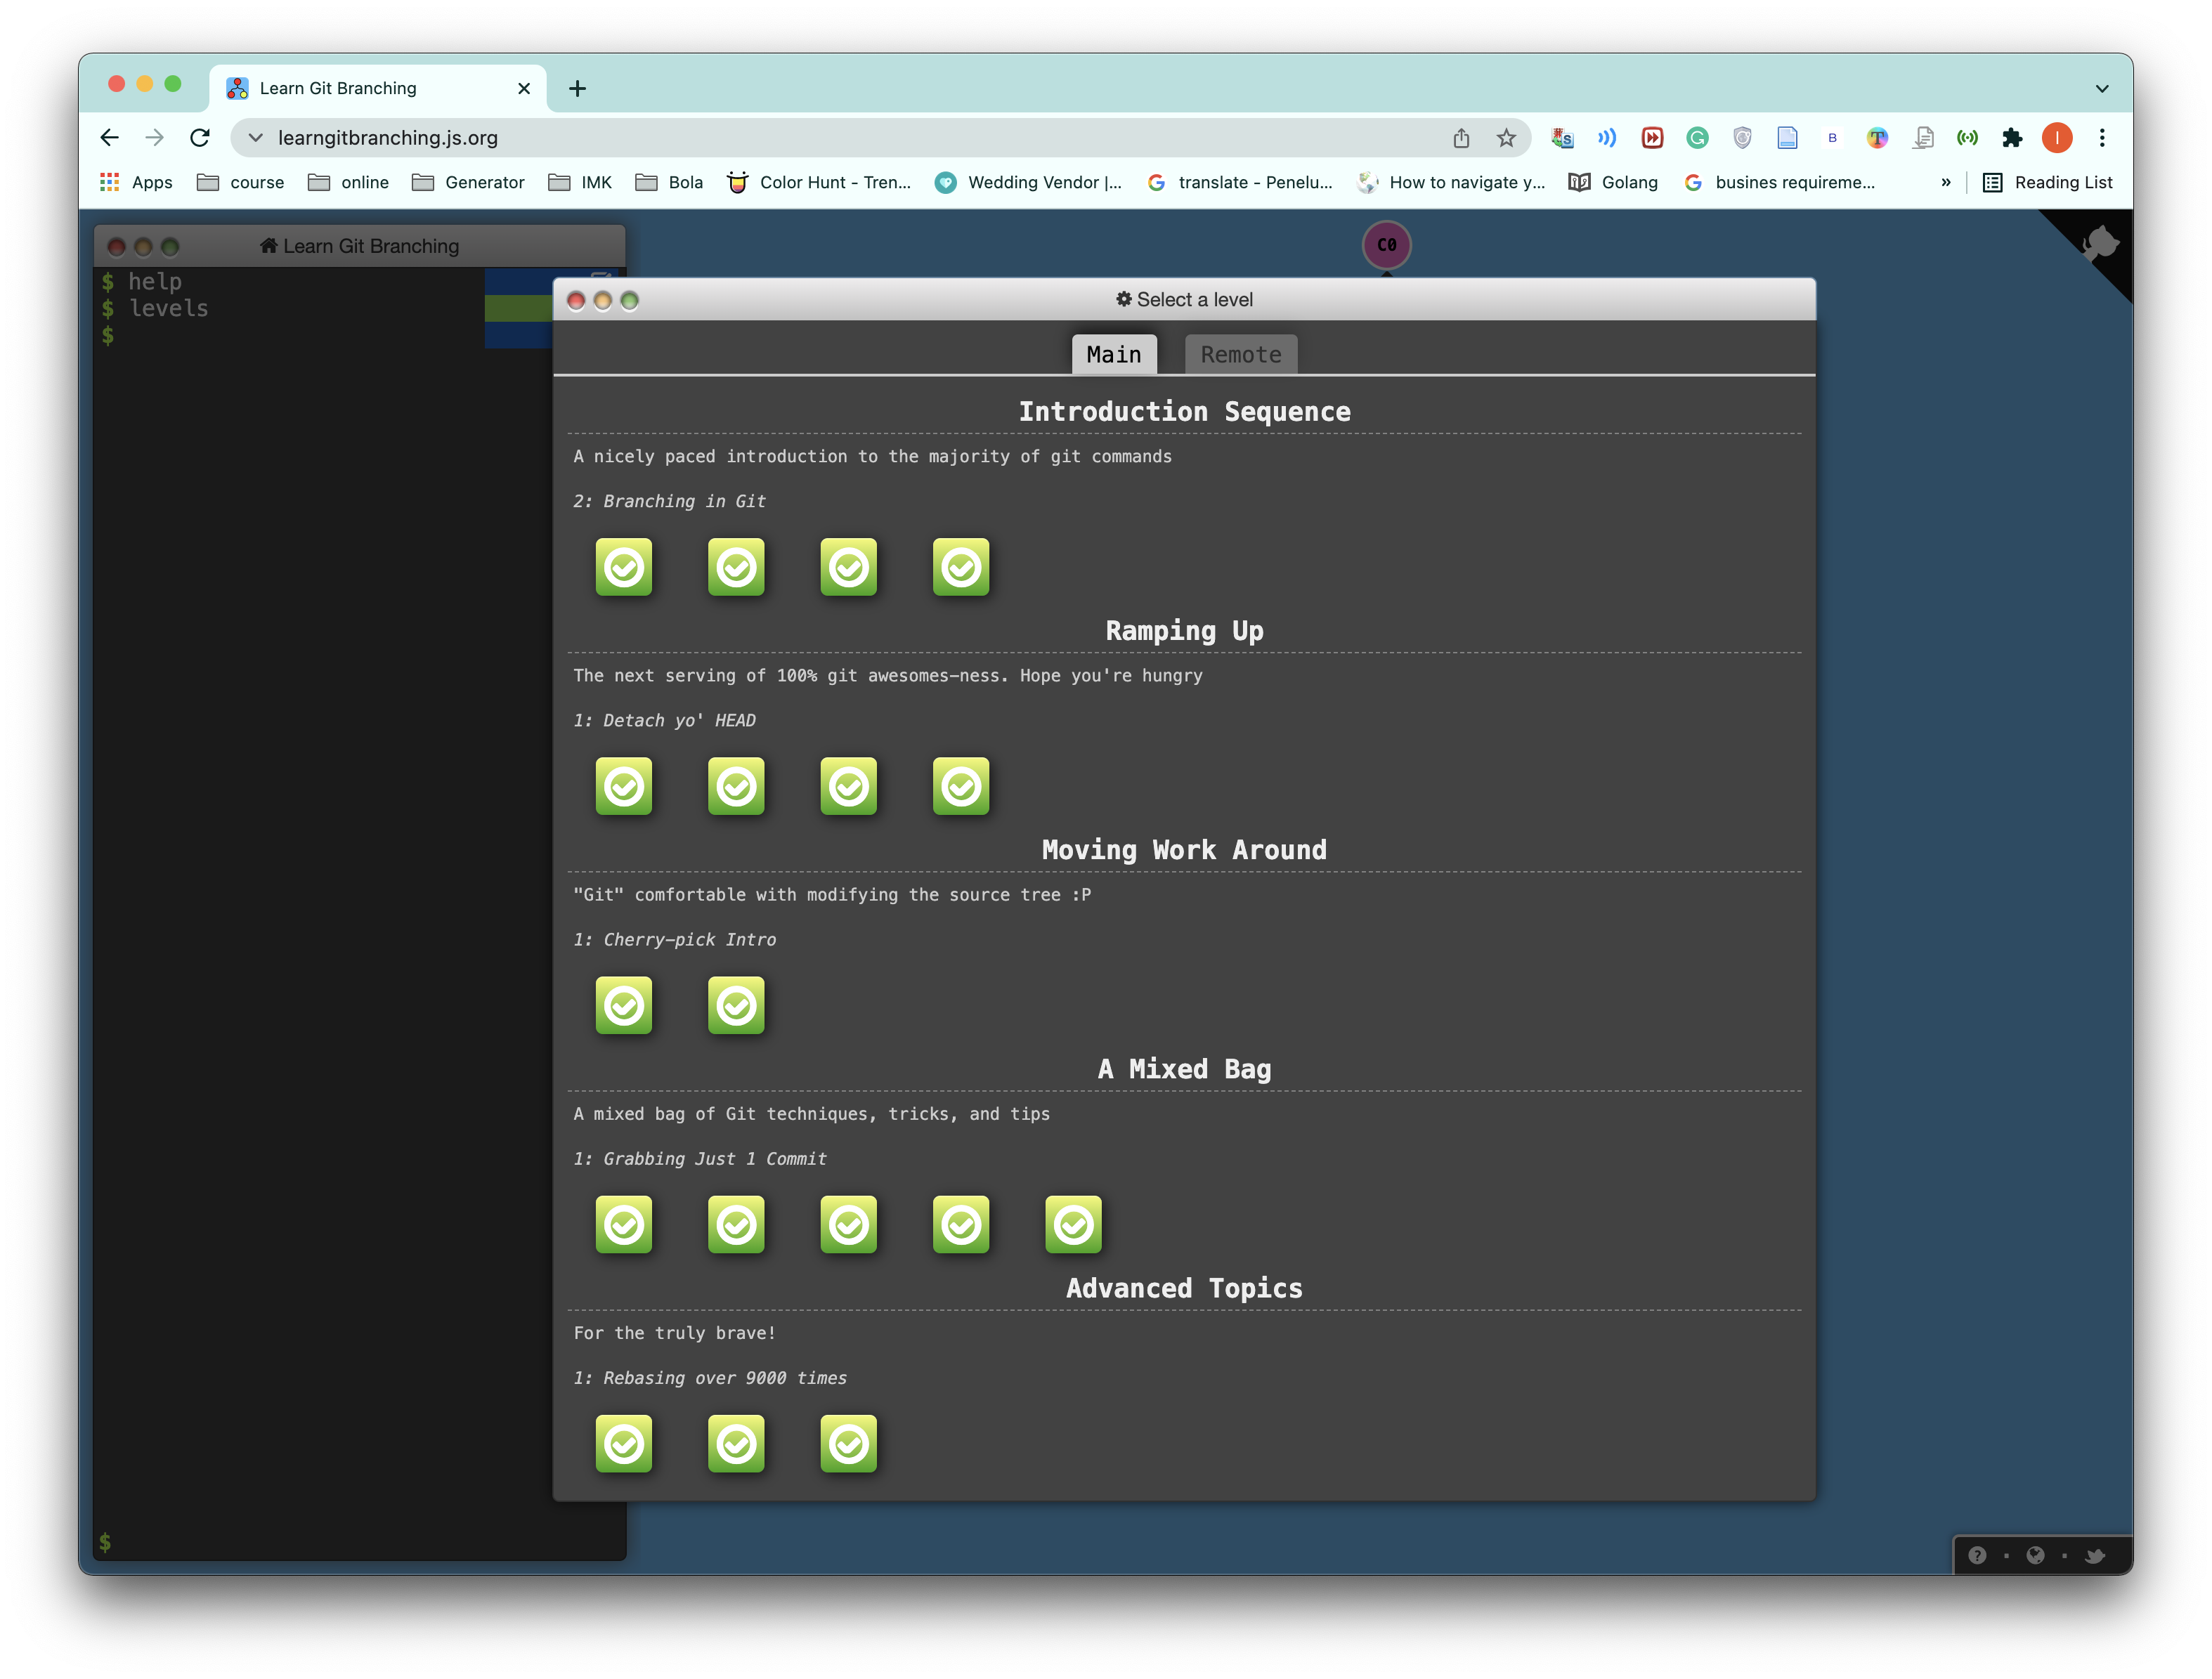 Learn Git Branching
learngitbranching.js.org
Apps course online Generator IMK Bola Color Hunt - Tren... Wedding Vendor |... translate - Penelu... How to navigate y... Golang busines requireme... » Reading List
Learn Git Branching
$ help
$ levels
$
$
C0
Select a level
Main Remote
Introduction Sequence
A nicely paced introduction to the majority of git commands
2: Branching in Git
Ramping Up
The next serving of 100% git awesomes-ness. Hope you're hungry
1: Detach yo' HEAD
Moving Work Around
"Git" comfortable with modifying the source tree :P
1: Cherry-pick Intro
A Mixed Bag
A mixed bag of Git techniques, tricks, and tips
1: Grabbing Just 1 Commit
Advanced Topics
For the truly brave!
1: Rebasing over 9000 times